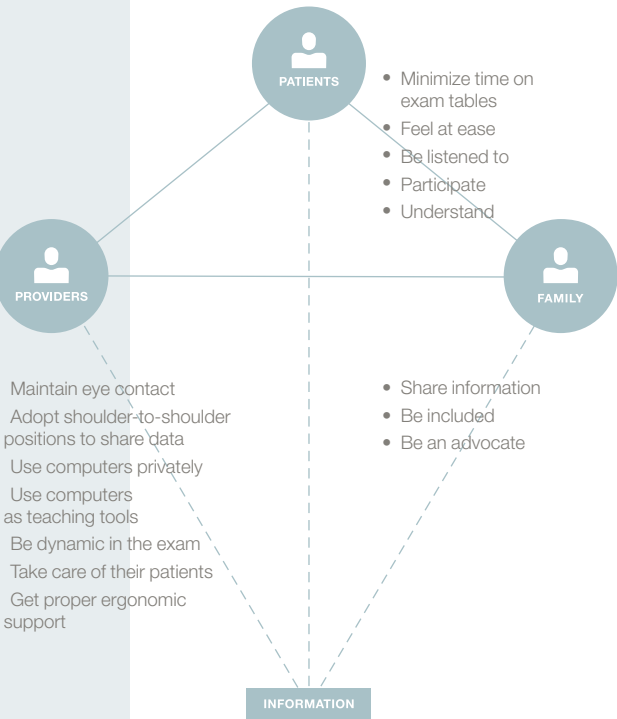 PATIENTS
• Minimize time on
exam tables
• Feel at ease
• Be listened to
• Participate
• Understand
PROVIDERS
FAMILY
Maintain eye contact
Adopt shoulder-to-shoulder
positions to share data
Use computers privately
Use computers
as teaching tools
Be dynamic in the exam
Take care of their patients
Get proper ergonomic
support
• Share information
• Be included
• Be an advocate
INFORMATION